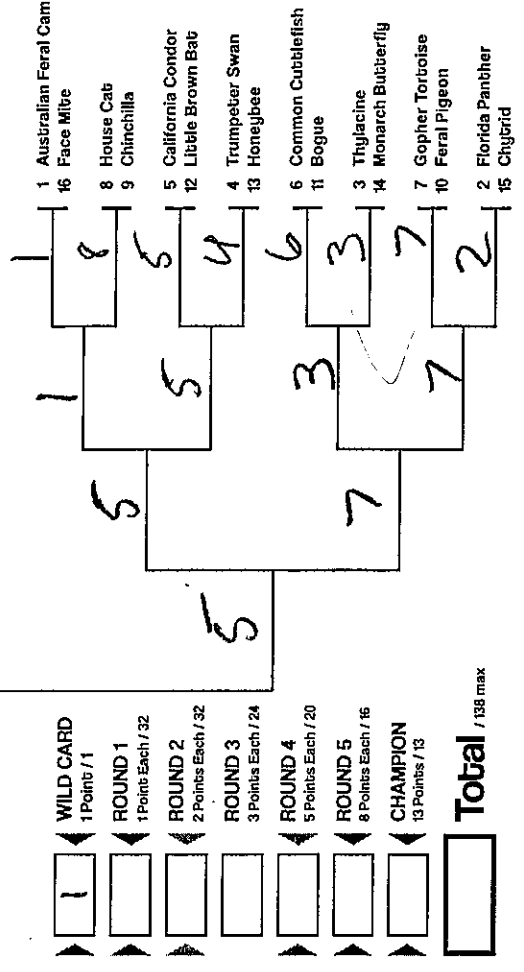 1 Australian Feral Cam
16 Face Mite
8 House Cat
9 Chinchilla
5 California Condor
12 Little Brown Bat
4 Trumpeter Swan
13 Honeybee
6 Common Cuttlefish
11 Bogue
3 Thylacine
14 Monarch Butterfly
7 Gopher Tortoise
10 Feral Pigeon
2 Florida Panther
15 Chytrid
1
8
5
4
6
3
7
2
1
5
3
7
5
7
5
1
WILD CARD
1 Point / 1
ROUND 1
1 Point Each / 32
ROUND 2
2 Points Each / 32
ROUND 3
3 Points Each / 24
ROUND 4
5 Points Each / 20
ROUND 5
8 Points Each / 16
CHAMPION
13 Points / 13
Total / 138 max